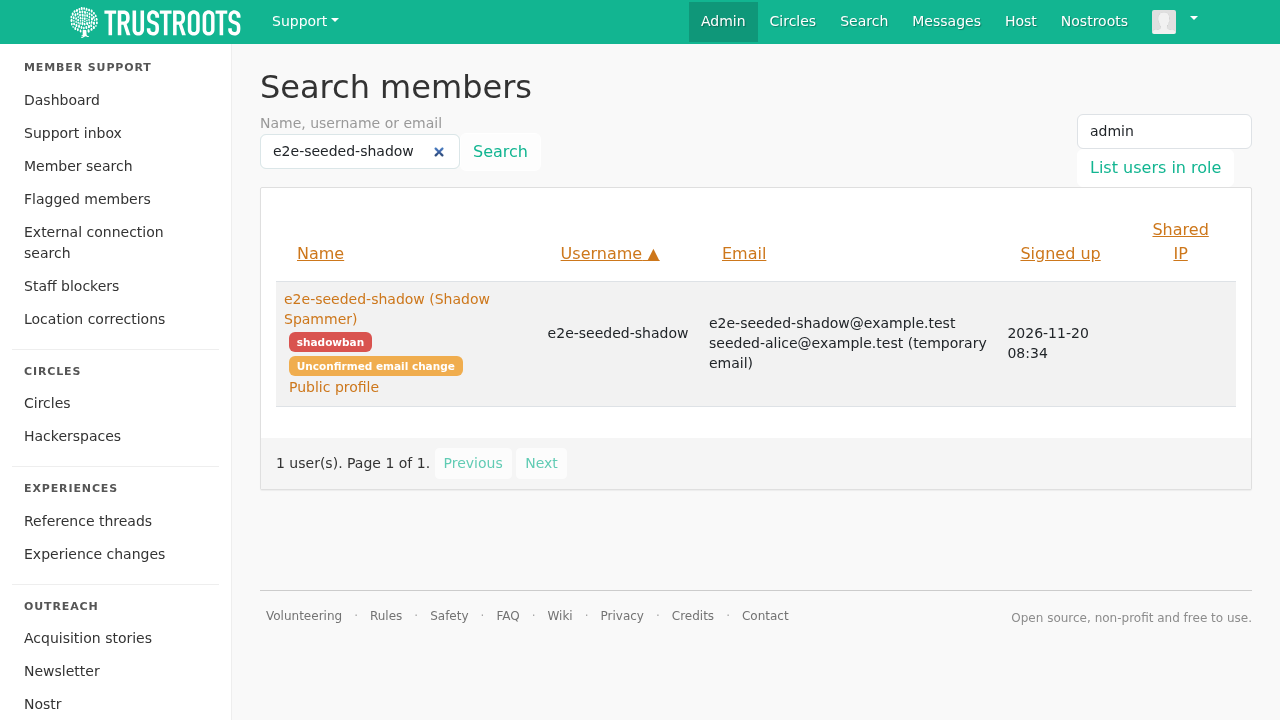 TRUSTROOTS
Support
Admin
Circles
Search
Messages
Host
Nostroots
MEMBER SUPPORT
Dashboard
Support inbox
Member search
Flagged members
External connection
search
Staff blockers
Location corrections
CIRCLES
Circles
Hackerspaces
EXPERIENCES
Reference threads
Experience changes
OUTREACH
Acquisition stories
Newsletter
Nostr
Search members
Name, username or email
e2e-seeded-shadow
Search
admin
List users in role
Name
Username ▲
Email
Signed up
Shared
IP
e2e-seeded-shadow (Shadow
Spammer)
shadowban
Unconfirmed email change
Public profile
e2e-seeded-shadow
e2e-seeded-shadow@example.test
seeded-alice@example.test (temporary
email)
2026-11-20
08:34
1 user(s). Page 1 of 1.
Previous
Next
Volunteering · Rules · Safety · FAQ · Wiki · Privacy · Credits · Contact
Open source, non-profit and free to use.